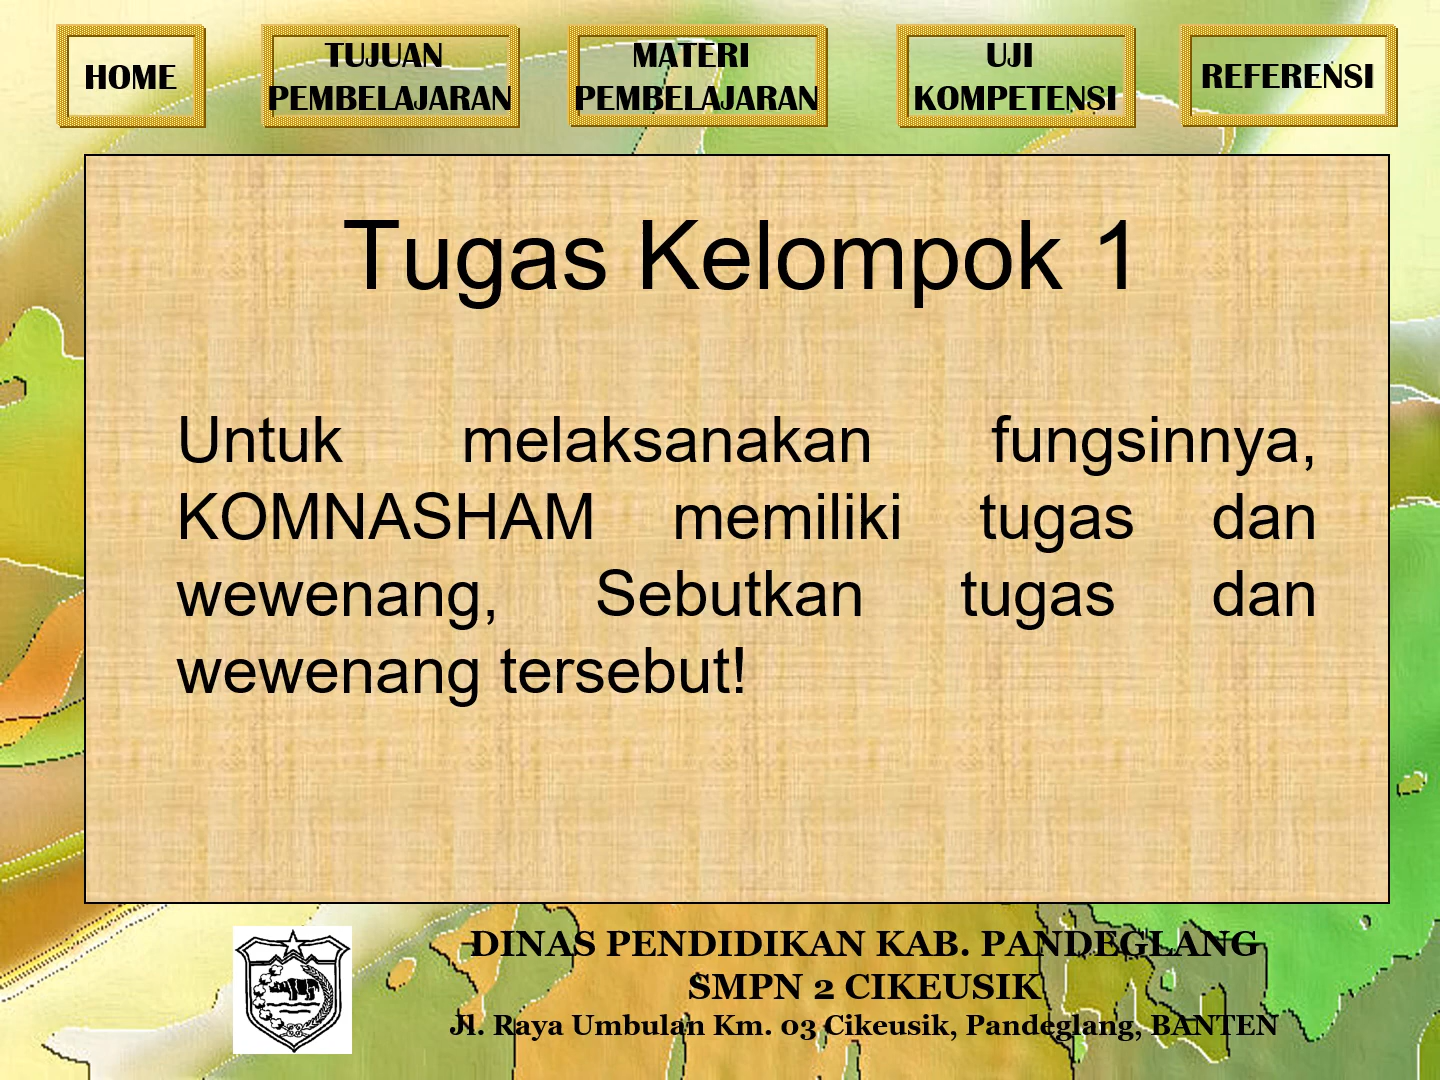 HOME
TUJUAN
PEMBELAJARAN
MATERI
PEMBELAJARAN
UJI
KOMPETENSI
REFERENSI
Tugas Kelompok 1
Untuk melaksanakan fungsinnya,
KOMNASHAM memiliki tugas dan
wewenang, Sebutkan tugas dan
wewenang tersebut!
DINAS PENDIDIKAN KAB. PANDEGLANG
SMPN 2 CIKEUSIK
Jl. Raya Umbulan Km. 03 Cikeusik, Pandeglang, BANTEN